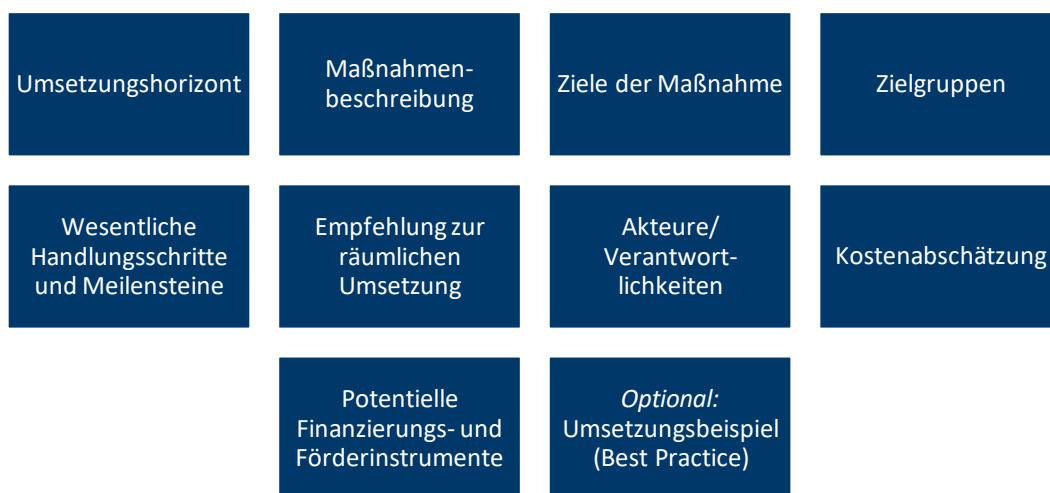 Umsetzungshorizont
Maßnahmen-
beschreibung
Ziele der Maßnahme
Zielgruppen
Wesentliche
Handlungsschritte
und Meilensteine
Empfehlung zur
räumlichen
Umsetzung
Akteure/
Verantwort-
lichkeiten
Kostenabschätzung
Potentielle
Finanzierungs- und
Förderinstrumente
Optional:
Umsetzungsbeispiel
(Best Practice)